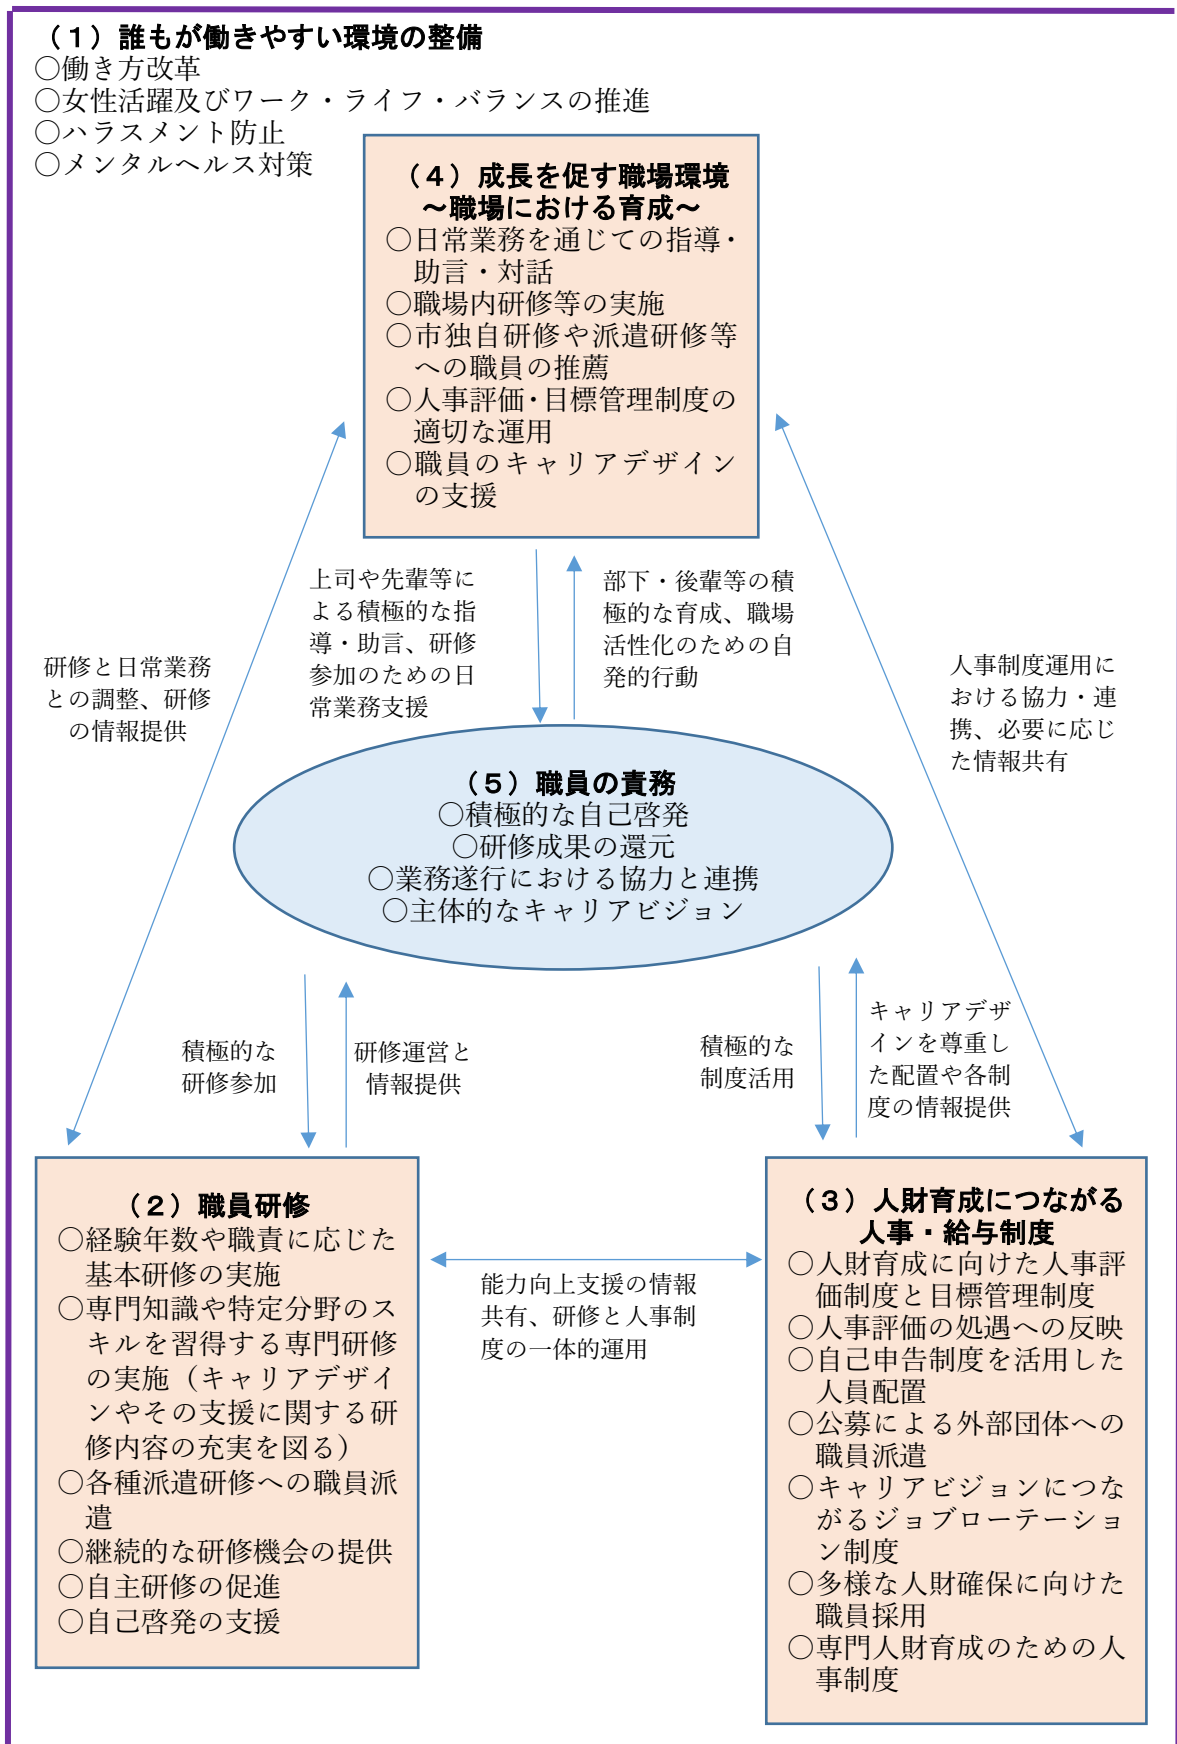 （１）誰もが働きやすい環境の整備
○働き方改革
○女性活躍及びワーク・ライフ・バランスの推進
○ハラスメント防止
○メンタルヘルス対策
（４）成長を促す職場環境
～職場における育成～
○日常業務を通じての指導・
助言・対話
○職場内研修等の実施
○市独自研修や派遣研修等
への職員の推薦
○人事評価・目標管理制度の
適切な運用
○職員のキャリアデザイン
の支援
上司や先輩等に
よる積極的な指
導・助言、研修
参加のための日
常業務支援
部下・後輩等の積
極的な育成、職場
活性化のための自
発的行動
研修と日常業務
との調整、研修
の情報提供
人事制度運用に
おける協力・連
携、必要に応じ
た情報共有
（５）職員の責務
○積極的な自己啓発
○研修成果の還元
○業務遂行における協力と連携
○主体的なキャリアビジョン
積極的な
研修参加
研修運営と
情報提供
積極的な
制度活用
キャリアデザ
インを尊重し
た配置や各制
度の情報提供
（２）職員研修
○経験年数や職責に応じた
基本研修の実施
○専門知識や特定分野のス
キルを習得する専門研修
の実施（キャリアデザイ
ンやその支援に関する研
修内容の充実を図る）
○各種派遣研修への職員派
遣
○継続的な研修機会の提供
○自主研修の促進
○自己啓発の支援
能力向上支援の情報
共有、研修と人事制
度の一体的運用
（３）人財育成につながる
人事・給与制度
○人財育成に向けた人事評
価制度と目標管理制度
○人事評価の処遇への反映
○自己申告制度を活用した
人員配置
○公募による外部団体への
職員派遣
○キャリアビジョンにつな
がるジョブローテーショ
ン制度
○多様な人財確保に向けた
職員採用
○専門人財育成のための人
事制度